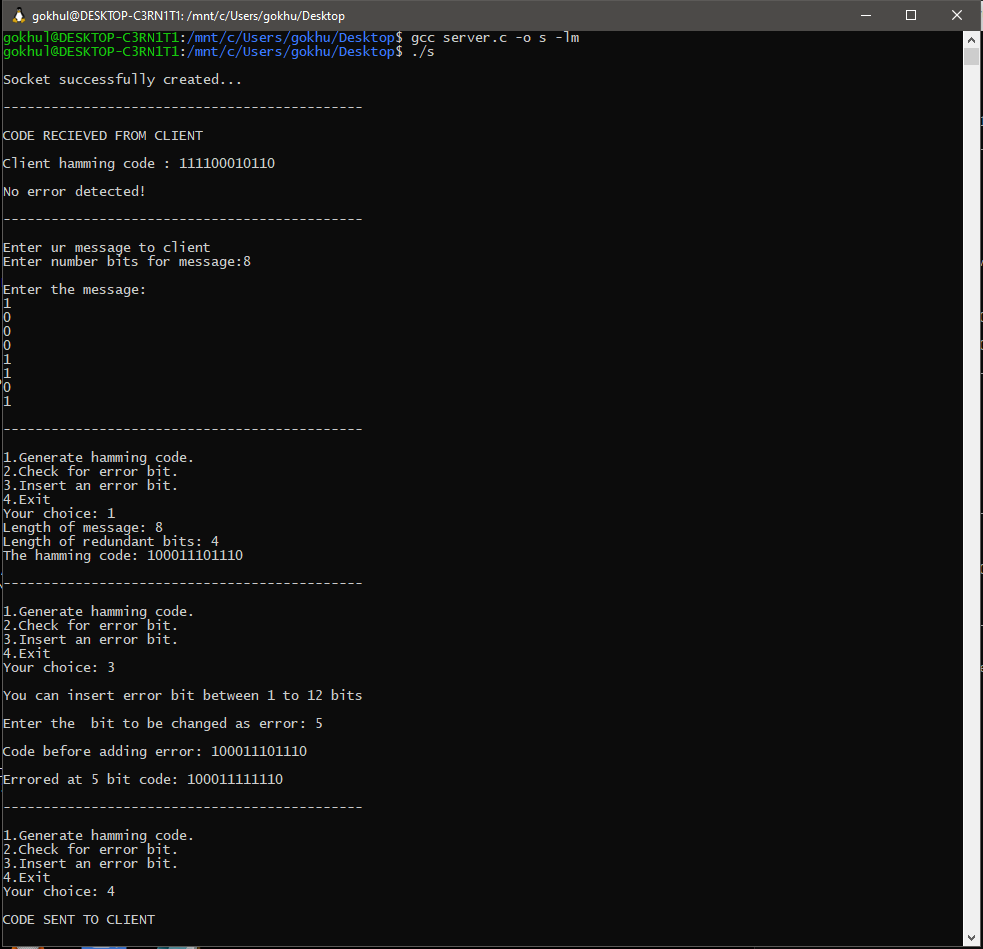 gokhul@DESKTOP-C3RN1T1: /mnt/c/Users/gokhu/Desktop
gokhul@DESKTOP-C3RN1T1:/mnt/c/Users/gokhu/Desktop$ gcc server.c -o s -lm
gokhul@DESKTOP-C3RN1T1:/mnt/c/Users/gokhu/Desktop$ ./s
Socket successfully created...
---------------------------------------------
CODE RECIEVED FROM CLIENT
Client hamming code : 111100010110
No error detected!
---------------------------------------------
Enter ur message to client
Enter number bits for message:8
Enter the message:
1
0
0
0
1
1
0
1
---------------------------------------------
1.Generate hamming code.
2.Check for error bit.
3.Insert an error bit.
4.Exit
Your choice: 1
Length of message: 8
Length of redundant bits: 4
The hamming code: 100011101110
---------------------------------------------
1.Generate hamming code.
2.Check for error bit.
3.Insert an error bit.
4.Exit
Your choice: 3
You can insert error bit between 1 to 12 bits
Enter the  bit to be changed as error: 5
Code before adding error: 100011101110
Errored at 5 bit code: 100011111110
---------------------------------------------
1.Generate hamming code.
2.Check for error bit.
3.Insert an error bit.
4.Exit
Your choice: 4
CODE SENT TO CLIENT